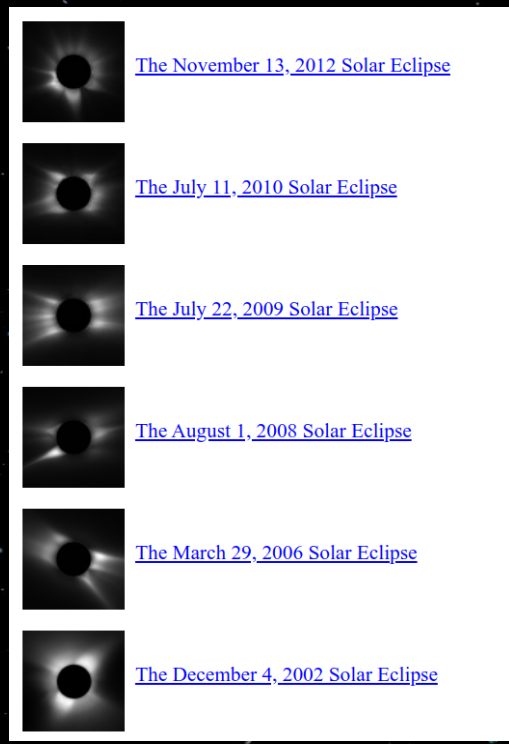 The November 13, 2012 Solar Eclipse
The July 11, 2010 Solar Eclipse
The July 22, 2009 Solar Eclipse
The August 1, 2008 Solar Eclipse
The March 29, 2006 Solar Eclipse
The December 4, 2002 Solar Eclipse